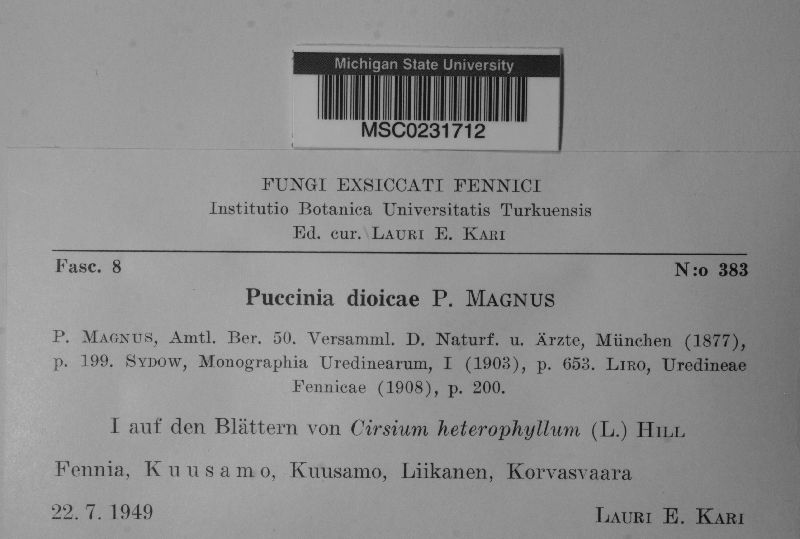 Michigan State University
MSC0231712
FUNGI EXSICCATI FENNICI
Institutio Botanica Universitatis Turkuensis
Ed. cur. LAURI E. KARI
Fasc. 8 N:o 383
Puccinia dioicae P. MAGNUS
P. MAGNUS, Amtl. Ber. 50. Versamml. D. Naturf. u. Ärzte, München (1877),
p. 199. SYDOW, Monographia Uredinearum, I (1903), p. 653. LIRO, Uredineae
Fennicae (1908), p. 200.
I auf den Blättern von Cirsium heterophyllum (L.) HILL
Fennia, Kuusamo, Kuusamo, Liikanen, Korvasvaara
22. 7. 1949 LAURI E. KARI